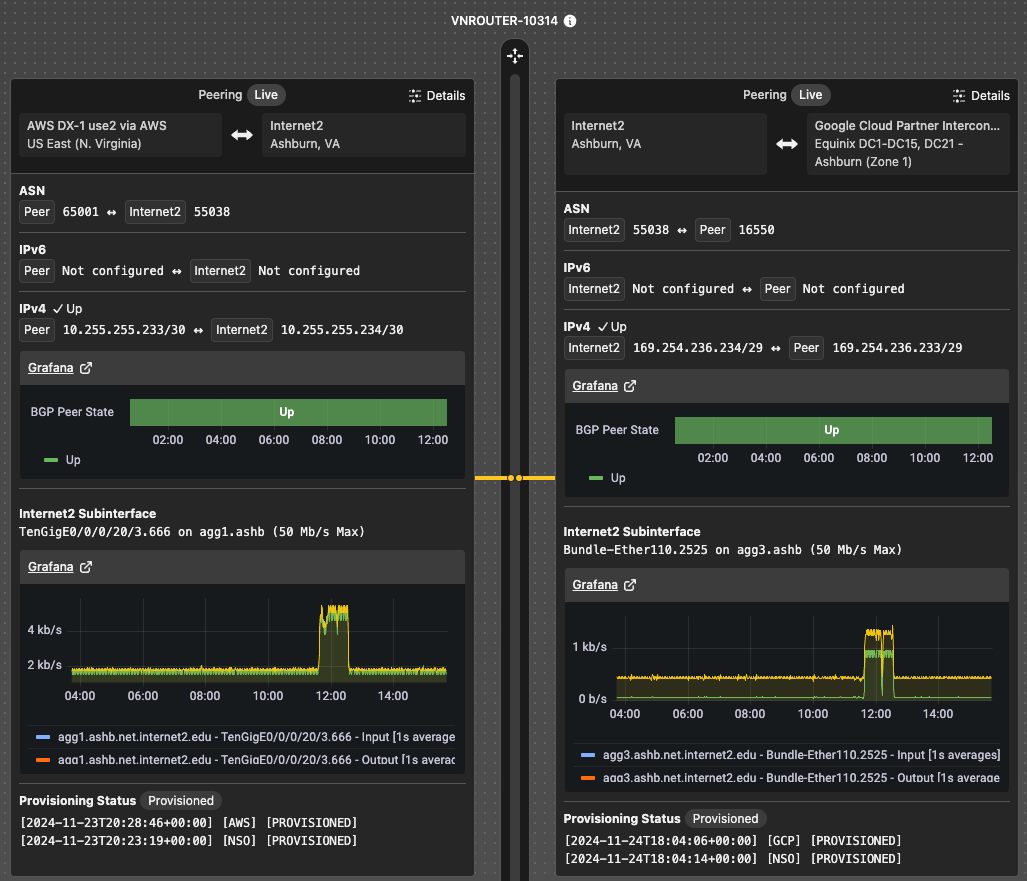 VNROUTER-10314
Peering Live Details
AWS DX-1 use2 via AWS
US East (N. Virginia)
Internet2
Ashburn, VA
ASN
Peer 65001 ↔ Internet2 55038
IPv6
Peer Not configured ↔ Internet2 Not configured
IPv4 ✓ Up
Peer 10.255.255.233/30 ↔ Internet2 10.255.255.234/30
Grafana
BGP Peer State Up
02:00 04:00 06:00 08:00 10:00 12:00
Up
Internet2 Subinterface
TenGigE0/0/0/20/3.666 on agg1.ashb (50 Mb/s Max)
Grafana
4 kb/s
2 kb/s
04:00 06:00 08:00 10:00 12:00 14:00
agg1.ashb.net.internet2.edu - TenGigE0/0/0/20/3.666 - Input [1s average
agg1.ashb.net.internet2.edu - TenGigE0/0/0/20/3.666 - Output [1s averac
Provisioning Status Provisioned
[2024-11-23T20:28:46+00:00] [AWS] [PROVISIONED]
[2024-11-23T20:23:19+00:00] [NSO] [PROVISIONED]
Peering Live Details
Internet2
Ashburn, VA
Google Cloud Partner Intercon...
Equinix DC1-DC15, DC21 -
Ashburn (Zone 1)
ASN
Internet2 55038 ↔ Peer 16550
IPv6
Internet2 Not configured ↔ Peer Not configured
IPv4 ✓ Up
Internet2 169.254.236.234/29 ↔ Peer 169.254.236.233/29
Grafana
BGP Peer State Up
02:00 04:00 06:00 08:00 10:00 12:00
Up
Internet2 Subinterface
Bundle-Ether110.2525 on agg3.ashb (50 Mb/s Max)
Grafana
1 kb/s
0 b/s
04:00 06:00 08:00 10:00 12:00 14:00
agg3.ashb.net.internet2.edu - Bundle-Ether110.2525 - Input [1s averages]
agg3.ashb.net.internet2.edu - Bundle-Ether110.2525 - Output [1s average
Provisioning Status Provisioned
[2024-11-24T18:04:06+00:00] [GCP] [PROVISIONED]
[2024-11-24T18:04:14+00:00] [NSO] [PROVISIONED]